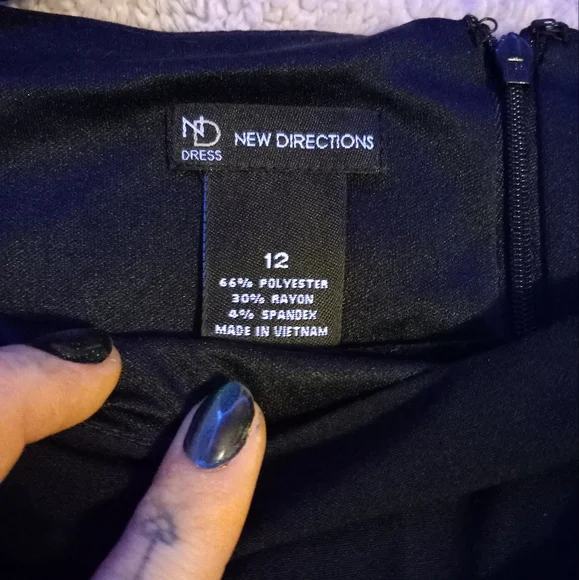 ND NEW DIRECTIONS
DRESS
12
66% POLYESTER
30% RAYON
4% SPANDEX
MADE IN VIETNAM